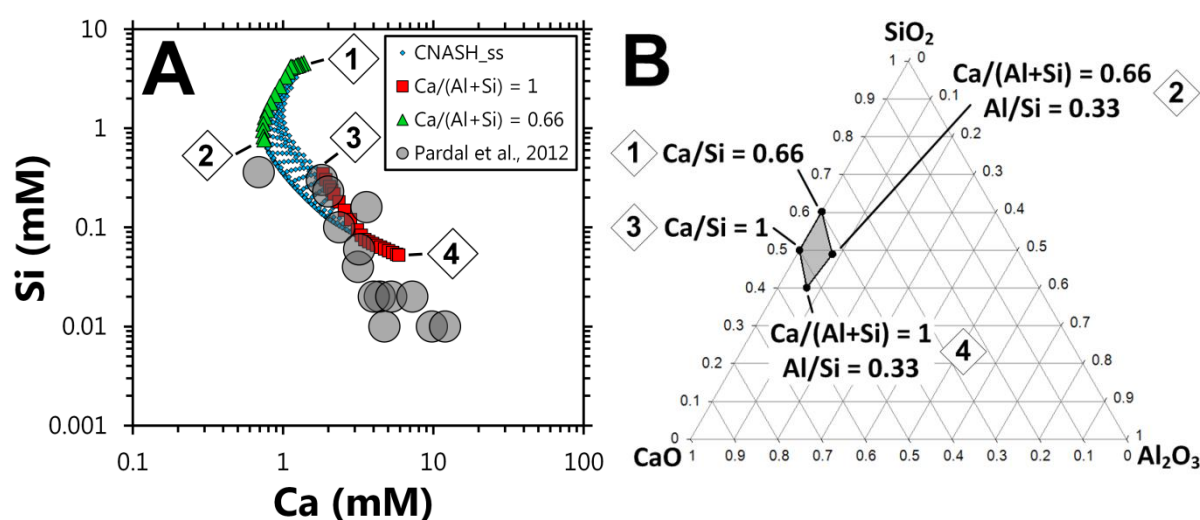 A
10
1
0.1
0.01
0.001
Si (mM)
0.1
1
10
100
Ca (mM)
CNASH_ss
Ca/(Al+Si) = 1
Ca/(Al+Si) = 0.66
Pardal et al., 2012
1
2
3
4
B
SiO₂
Ca/(Al+Si) = 0.66
Al/Si = 0.33
2
1
Ca/Si = 0.66
3
Ca/Si = 1
Ca/(Al+Si) = 1
Al/Si = 0.33
4
1
0.9
0.8
0.7
0.6
0.5
0.4
0.3
0.2
0.1
0
0
0.1
0.2
0.3
0.4
0.5
0.6
0.7
0.8
0.9
1
CaO
1 0.9 0.8 0.7 0.6 0.5 0.4 0.3 0.2 0.1 0
Al₂O₃